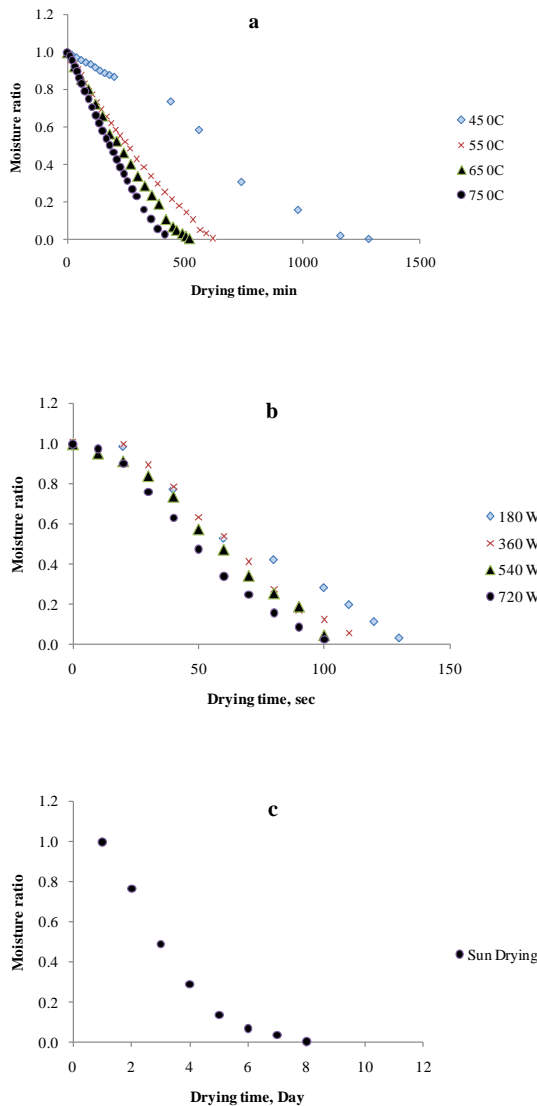 a
1.2
1.0
0.8
0.6
0.4
0.2
0.0
Moisture ratio
0 500 1000 1500
Drying time, min
45 0C
55 0C
65 0C
75 0C
b
1.2
1.0
0.8
0.6
0.4
0.2
0.0
Moisture ratio
0 50 100 150
Drying time, sec
180 W
360 W
540 W
720 W
c
1.2
1.0
0.8
0.6
0.4
0.2
0.0
Moisture ratio
0 2 4 6 8 10 12
Drying time, Day
Sun Drying